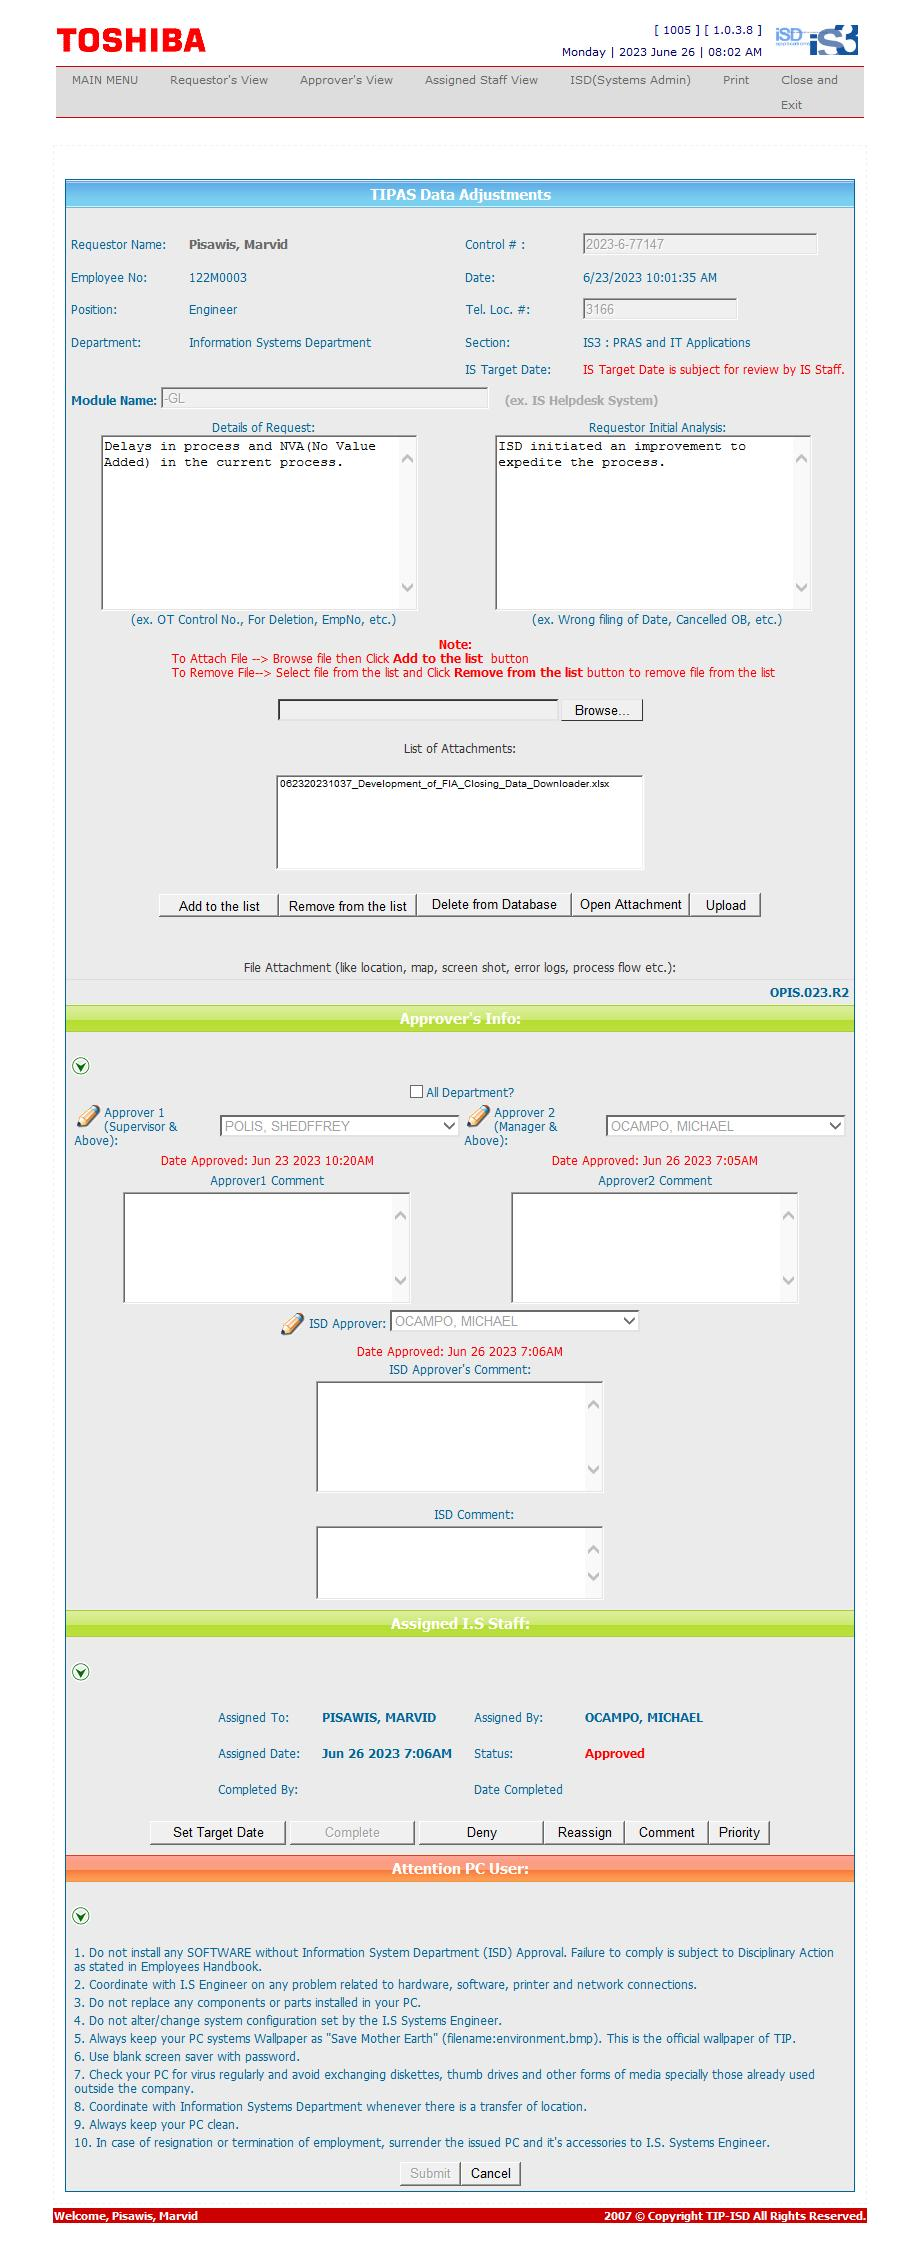 TOSHIBA
[ 1005 ] [ 1.0.3.8 ]
Monday | 2023 June 26 | 08:02 AM
iSD iS3
MAIN MENU Requestor's View Approver's View Assigned Staff View ISD(Systems Admin) Print Close and
Exit
TIPAS Data Adjustments
Requestor Name: Pisawis, Marvid Control # : 2023-6-77147
Employee No: 122M0003 Date: 6/23/2023 10:01:35 AM
Position: Engineer Tel. Loc. #: 3166
Department: Information Systems Department Section: IS3 : PRAS and IT Applications
IS Target Date: IS Target Date is subject for review by IS Staff.
Module Name: -GL (ex. IS Helpdesk System)
Details of Request: Requestor Initial Analysis:
Delays in process and NVA(No Value
Added) in the current process.
ISD initiated an improvement to
expedite the process.
(ex. OT Control No., For Deletion, EmpNo, etc.) (ex. Wrong filing of Date, Cancelled OB, etc.)
Note:
To Attach File --> Browse file then Click Add to the list button
To Remove File--> Select file from the list and Click Remove from the list button to remove file from the list
Browse...
List of Attachments:
062320231037_Development_of_FIA_Closing_Data_Downloader.xlsx
Add to the list Remove from the list Delete from Database Open Attachment Upload
File Attachment (like location, map, screen shot, error logs, process flow etc.):
OPIS.023.R2
Approver's Info:
All Department?
Approver 1
(Supervisor &
Above):
POLIS, SHEDFFREY
Approver 2
(Manager &
Above):
OCAMPO, MICHAEL
Date Approved: Jun 23 2023 10:20AM Date Approved: Jun 26 2023 7:05AM
Approver1 Comment Approver2 Comment
ISD Approver: OCAMPO, MICHAEL
Date Approved: Jun 26 2023 7:06AM
ISD Approver's Comment:
ISD Comment:
Assigned I.S Staff:
Assigned To: PISAWIS, MARVID Assigned By: OCAMPO, MICHAEL
Assigned Date: Jun 26 2023 7:06AM Status: Approved
Completed By: Date Completed
Set Target Date Complete Deny Reassign Comment Priority
Attention PC User:
1. Do not install any SOFTWARE without Information System Department (ISD) Approval. Failure to comply is subject to Disciplinary Action
as stated in Employees Handbook.
2. Coordinate with I.S Engineer on any problem related to hardware, software, printer and network connections.
3. Do not replace any components or parts installed in your PC.
4. Do not alter/change system configuration set by the I.S Systems Engineer.
5. Always keep your PC systems Wallpaper as "Save Mother Earth" (filename:environment.bmp). This is the official wallpaper of TIP.
6. Use blank screen saver with password.
7. Check your PC for virus regularly and avoid exchanging diskettes, thumb drives and other forms of media specially those already used
outside the company.
8. Coordinate with Information Systems Department whenever there is a transfer of location.
9. Always keep your PC clean.
10. In case of resignation or termination of employment, surrender the issued PC and it's accessories to I.S. Systems Engineer.
Submit Cancel
Welcome, Pisawis, Marvid 2007 © Copyright TIP-ISD All Rights Reserved.